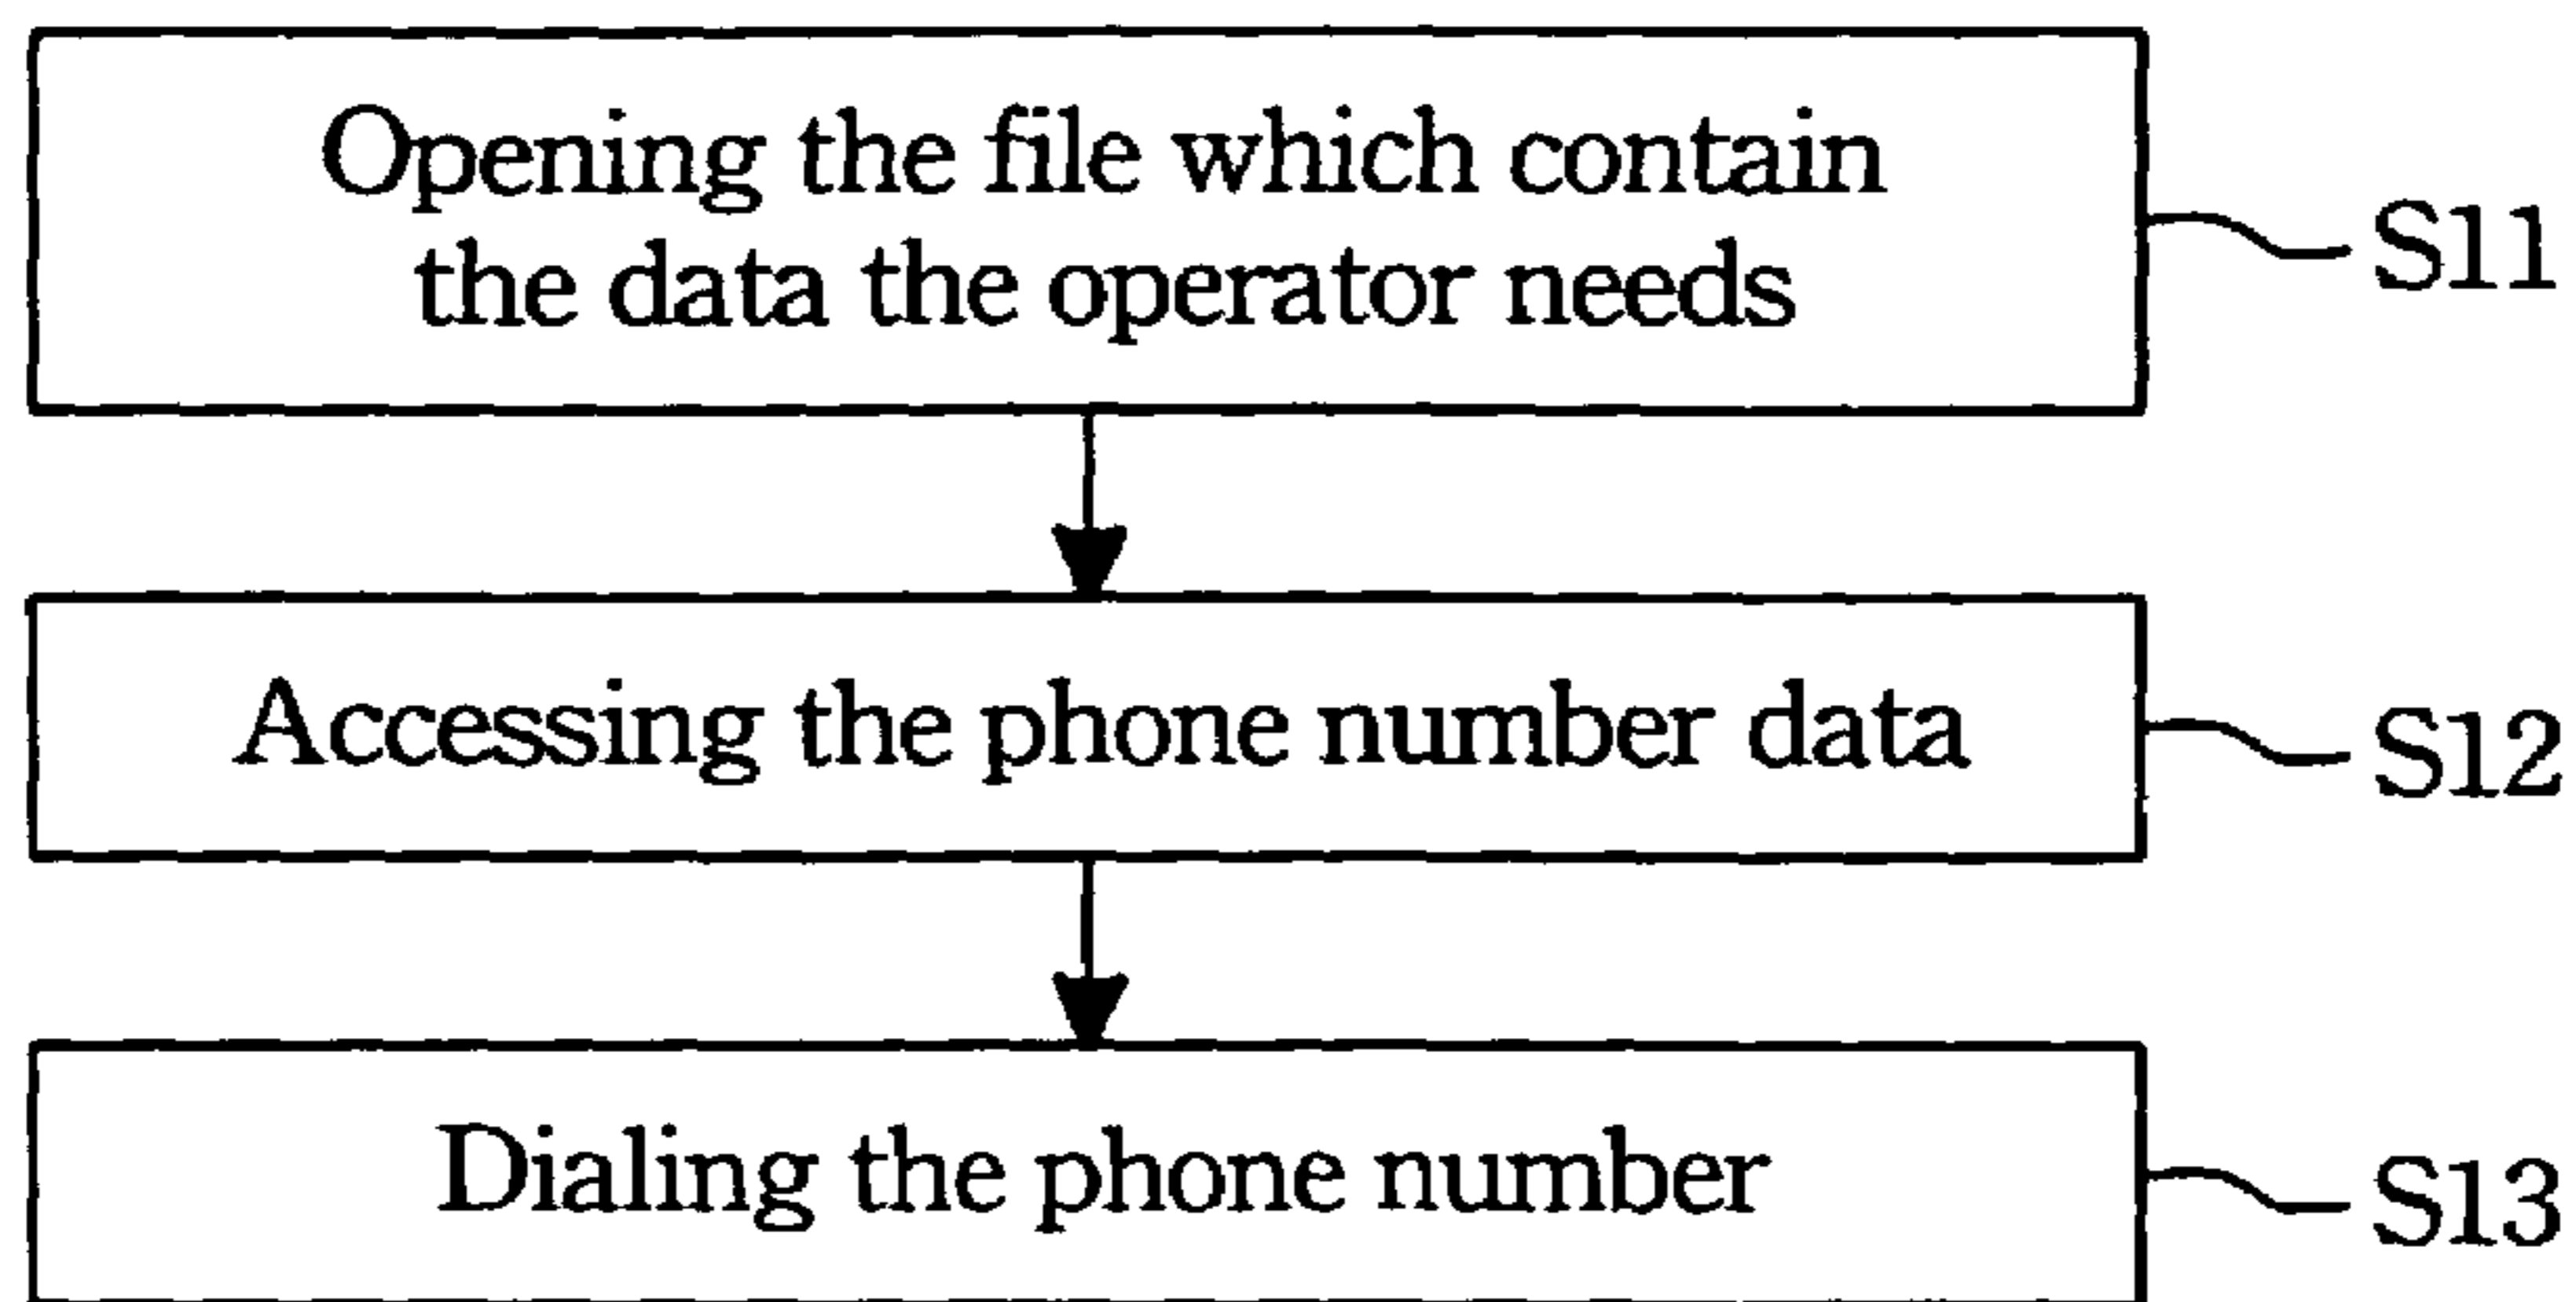 Opening the file which contain
the data the operator needs
S11
Accessing the phone number data
S12
Dialing the phone number
S13